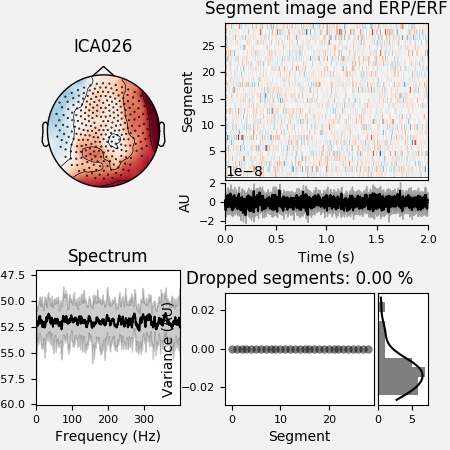 Segment image and ERP/ERF
ICA026
25
20
15
10
5
Segment
1e−8
2
0
−2
AU
0.0 0.5 1.0 1.5 2.0
Time (s)
Spectrum
Dropped segments: 0.00 %
47.5
50.0
52.5
55.0
57.5
60.0
0 100 200 300
Frequency (Hz)
Variance (AU)
0.02
0.00
−0.02
0 10 20
Segment
0 5